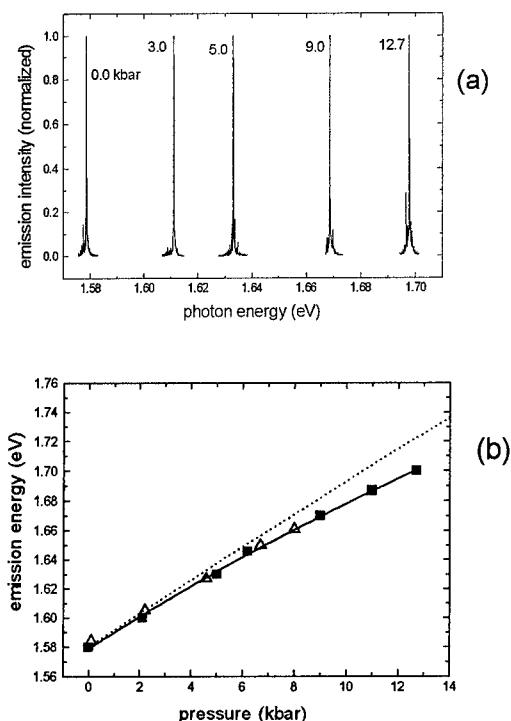 (a)
emission intensity (normalized)
1.0
0.8
0.6
0.4
0.2
0.0
0.0 kbar
3.0
5.0
9.0
12.7
1.58 1.60 1.62 1.64 1.66 1.68 1.70
photon energy (eV)
(b)
emission energy (eV)
1.76
1.74
1.72
1.70
1.68
1.66
1.64
1.62
1.60
1.58
1.56
0 2 4 6 8 10 12 14
pressure (kbar)